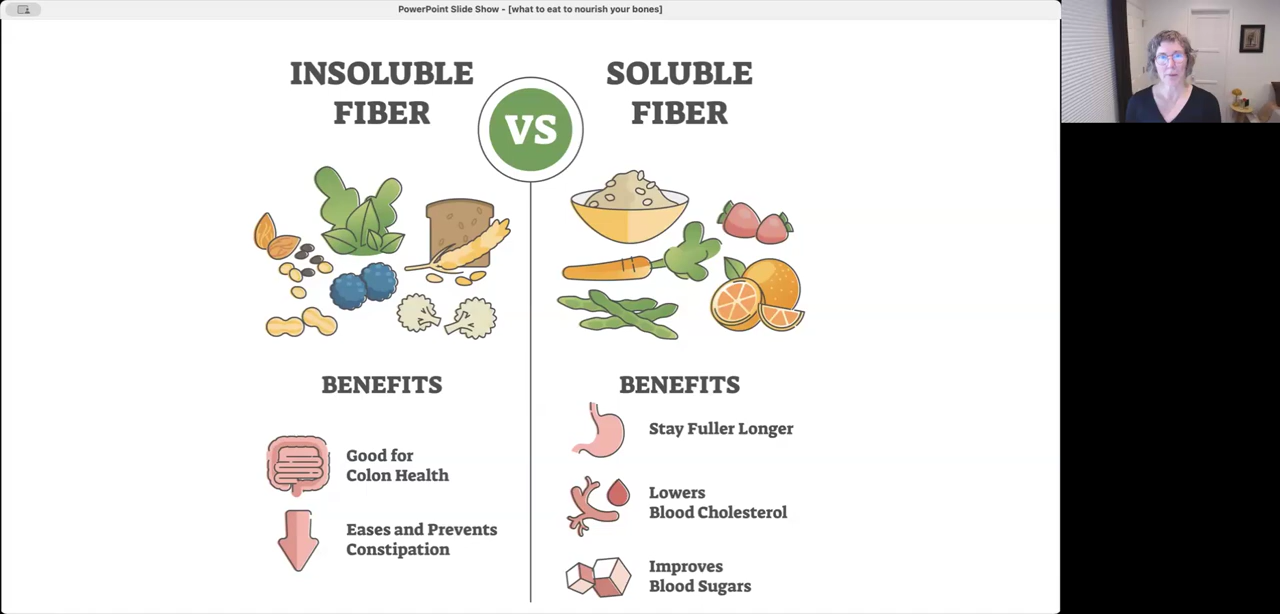 PowerPoint Slide Show - [what to eat to nourish your bones]
INSOLUBLE
FIBER
VS
SOLUBLE
FIBER
BENEFITS
Good for
Colon Health
Eases and Prevents
Constipation
BENEFITS
Stay Fuller Longer
Lowers
Blood Cholesterol
Improves
Blood Sugars